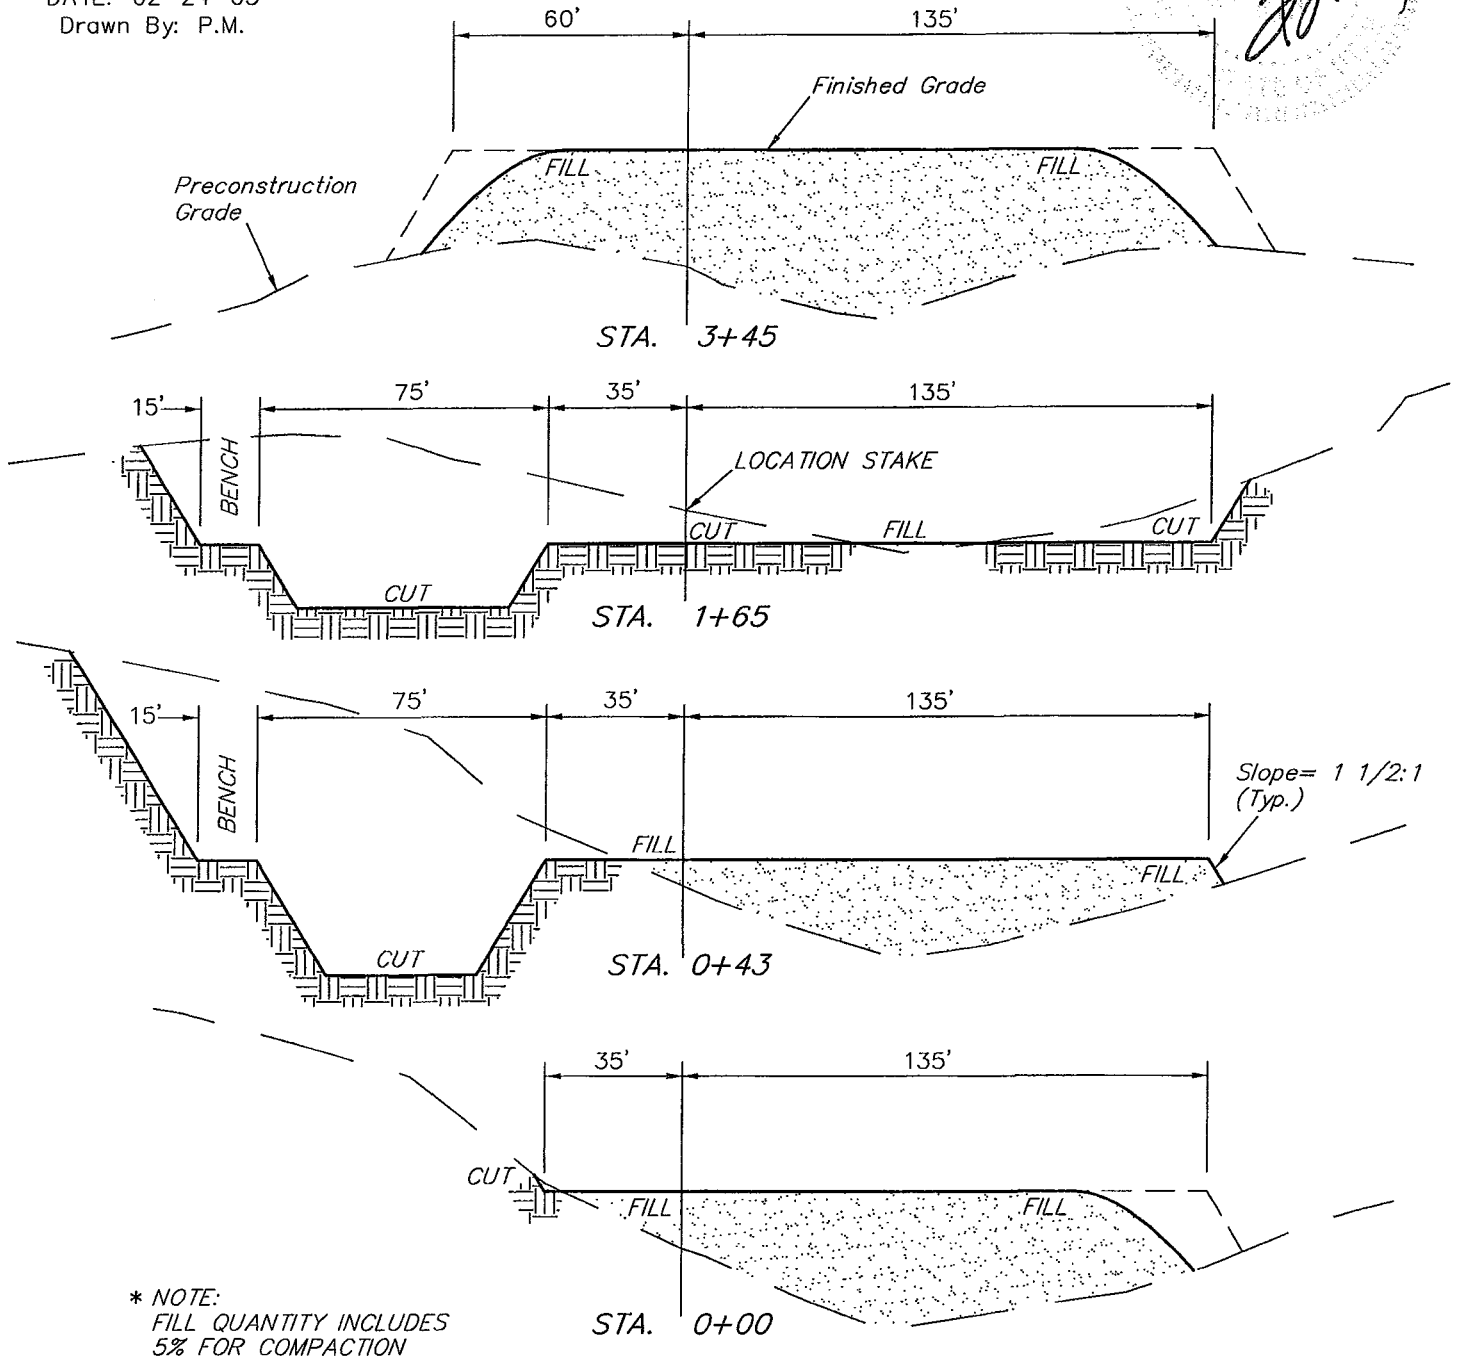 Drawn By: P.M.
60' 135'
Finished Grade
FILL FILL
Preconstruction
Grade
STA. 3+45
15' 75' 35' 135'
BENCH
LOCATION STAKE
CUT FILL CUT
CUT
STA. 1+65
15' 75' 35' 135'
BENCH
Slope= 1 1/2:1
(Typ.)
FILL
FILL
CUT
STA. 0+43
35' 135'
CUT
FILL FILL
* NOTE:
FILL QUANTITY INCLUDES
5% FOR COMPACTION
STA. 0+00